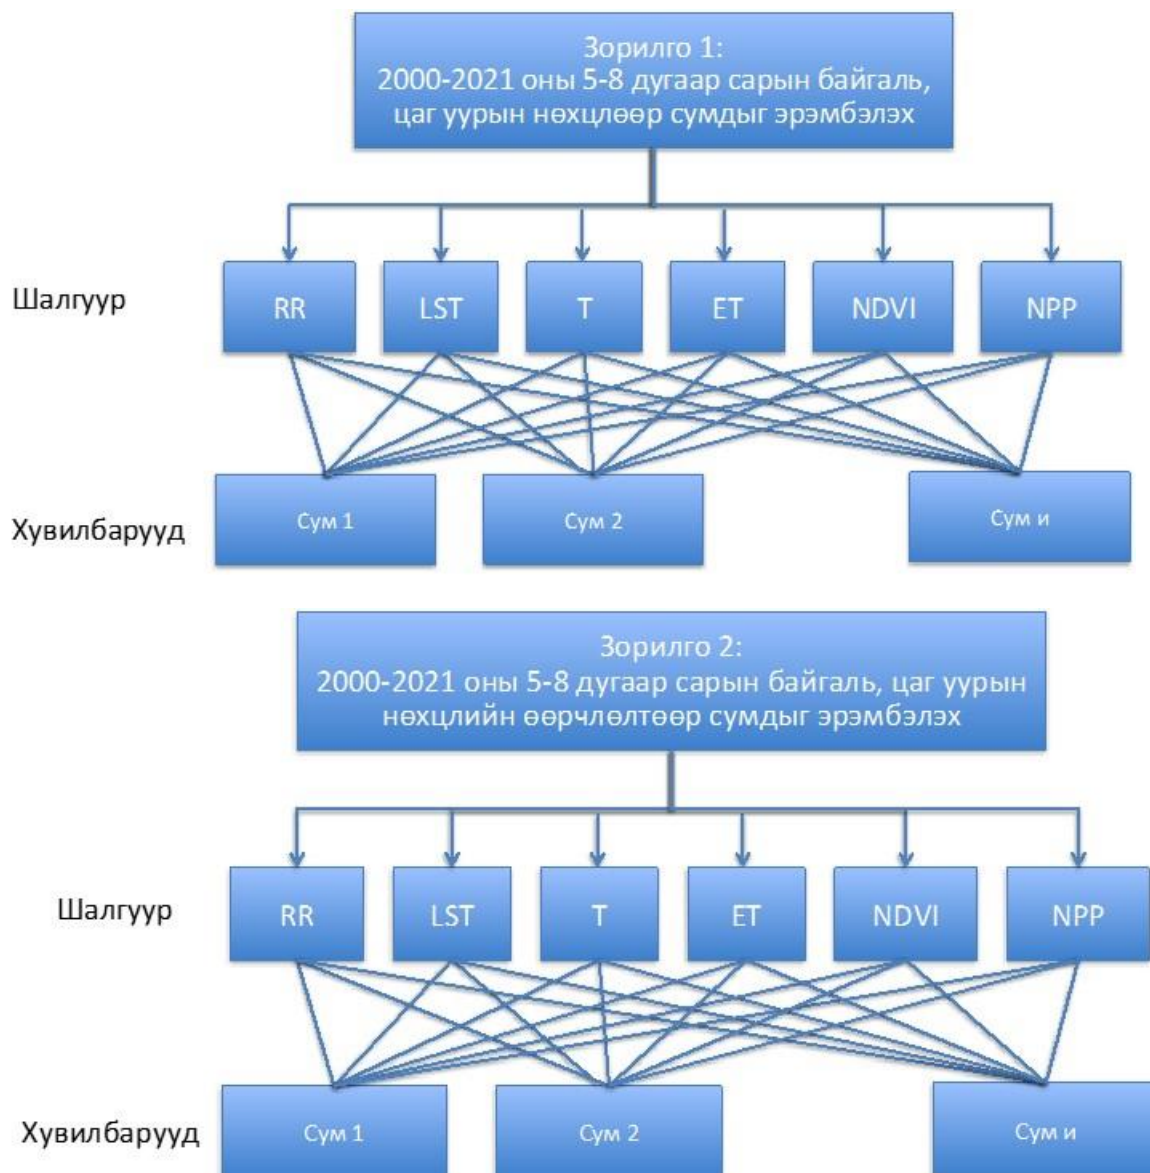 Зорилго 1:
2000-2021 оны 5-8 дугаар сарын байгаль,
цаг уурын нөхцлөөр сумдыг эрэмбэлэх
Шалгуур
RR
LST
T
ET
NDVI
NPP
Хувилбарууд
Сум 1
Сум 2
Сум и
Зорилго 2:
2000-2021 оны 5-8 дугаар сарын байгаль, цаг уурын
нөхцлийн өөрчлөлтөөр сумдыг эрэмбэлэх
Шалгуур
RR
LST
T
ET
NDVI
NPP
Хувилбарууд
Сум 1
Сум 2
Сум и